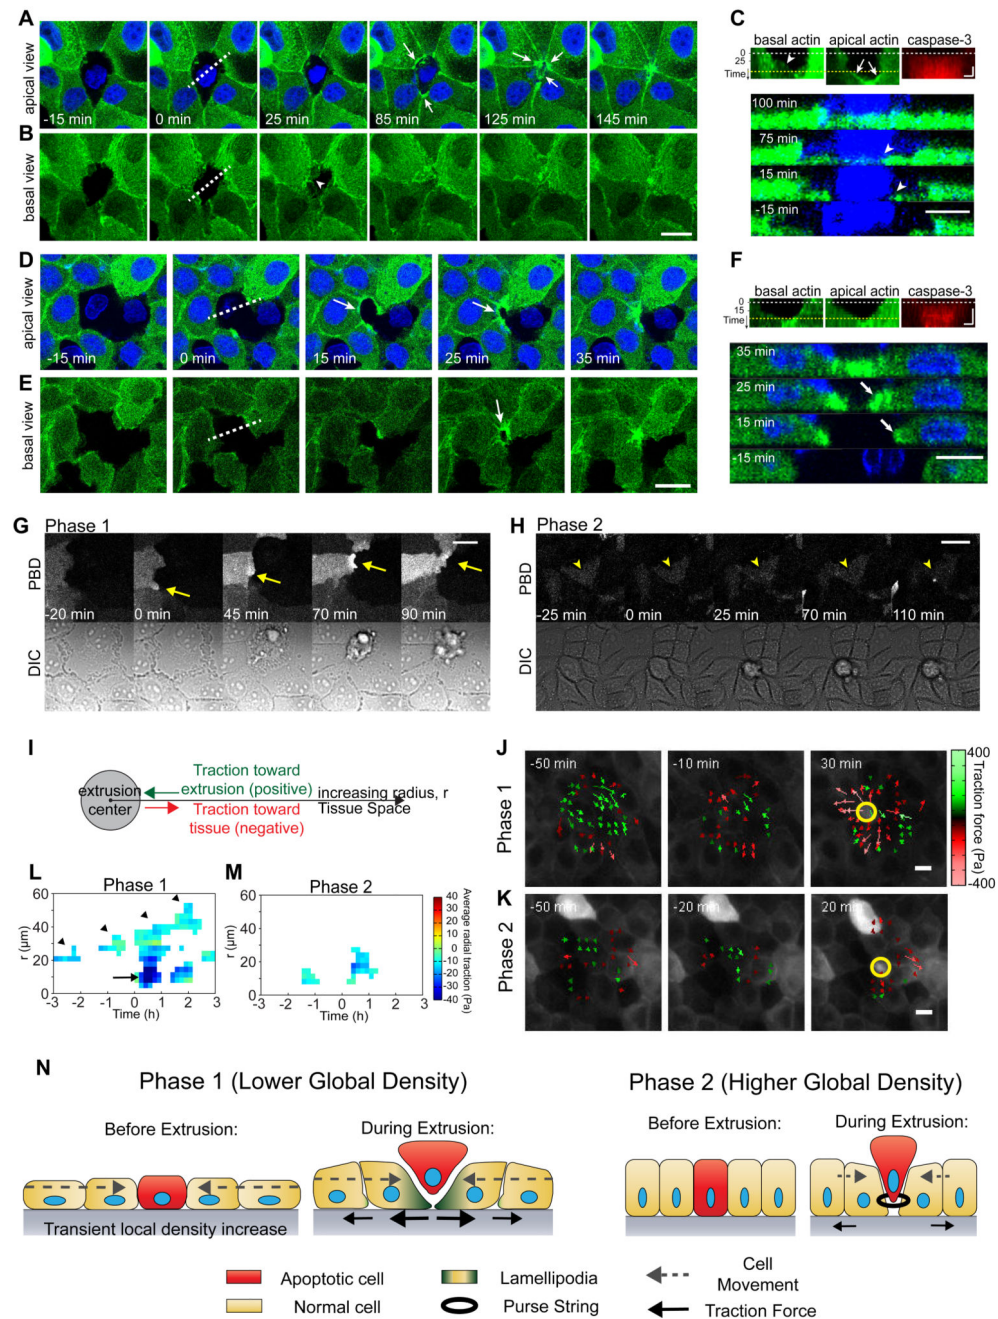 A
apical view
-15 min
0 min
25 min
85 min
125 min
145 min
B
basal view
C
basal actin
apical actin
caspase-3
0
25
Time
100 min
75 min
15 min
-15 min
D
apical view
-15 min
0 min
15 min
25 min
35 min
E
basal view
F
basal actin
apical actin
caspase-3
0
15
Time
35 min
25 min
15 min
-15 min
G
Phase 1
PBD
-20 min
0 min
45 min
70 min
90 min
DIC
H
Phase 2
PBD
-25 min
0 min
25 min
70 min
110 min
DIC
I
extrusion
center
Traction toward
extrusion (positive)
Traction toward
tissue (negative)
increasing radius, r
Tissue Space
J
Phase 1
-50 min
-10 min
30 min
400
Traction force (Pa)
-400
K
Phase 2
-50 min
-20 min
20 min
L
Phase 1
r (μm)
60
40
20
0
-3 -2 -1 0 1 2 3
Time (h)
M
Phase 2
r (μm)
60
40
20
0
-3 -2 -1 0 1 2 3
Time (h)
40
30
20
10
0
-10
-20
-30
-40
Average radial traction (Pa)
N
Phase 1 (Lower Global Density)
Before Extrusion:
During Extrusion:
Transient local density increase
Phase 2 (Higher Global Density)
Before Extrusion:
During Extrusion:
Apoptotic cell
Normal cell
Lamellipodia
Purse String
Cell
Movement
Traction Force